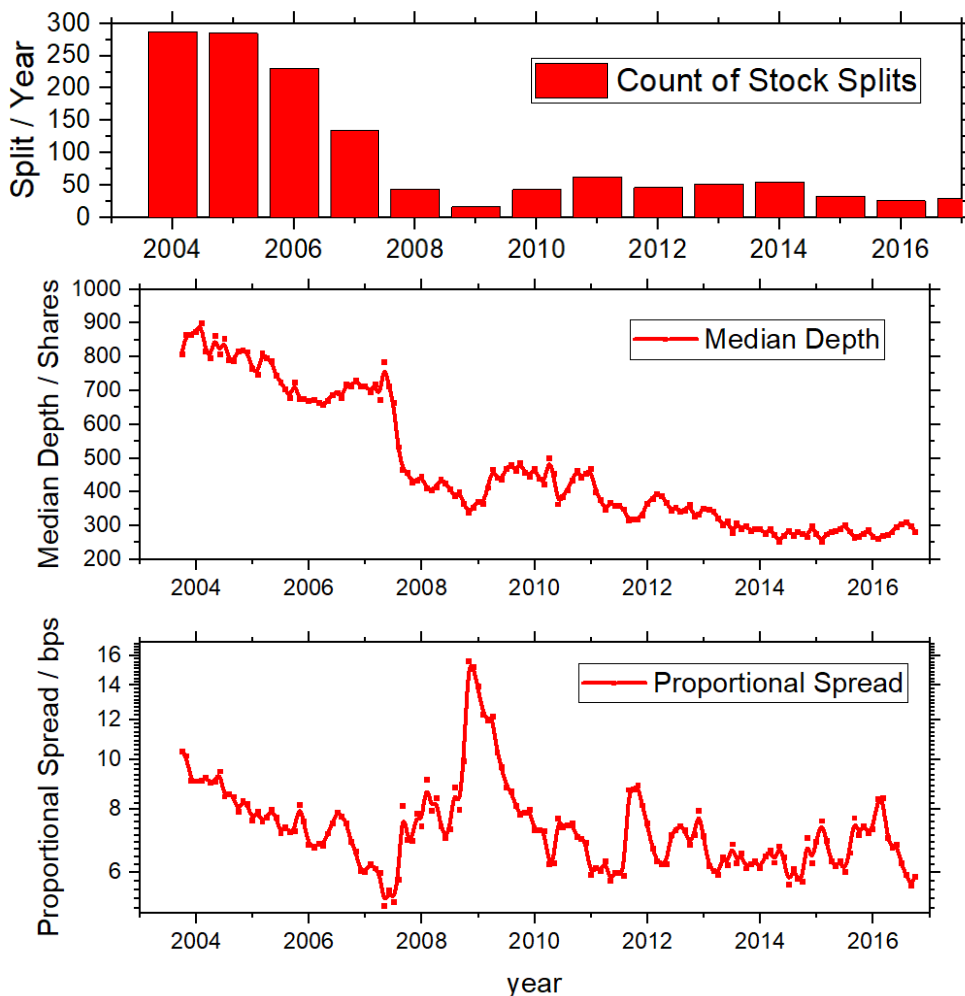 300
250
200
150
100
50
0
Split / Year
Count of Stock Splits
2004 2006 2008 2010 2012 2014 2016
1000
900
800
700
600
500
400
300
200
Median Depth / Shares
Median Depth
2004 2006 2008 2010 2012 2014 2016
16
14
12
10
8
6
Proportional Spread / bps
Proportional Spread
2004 2006 2008 2010 2012 2014 2016
year